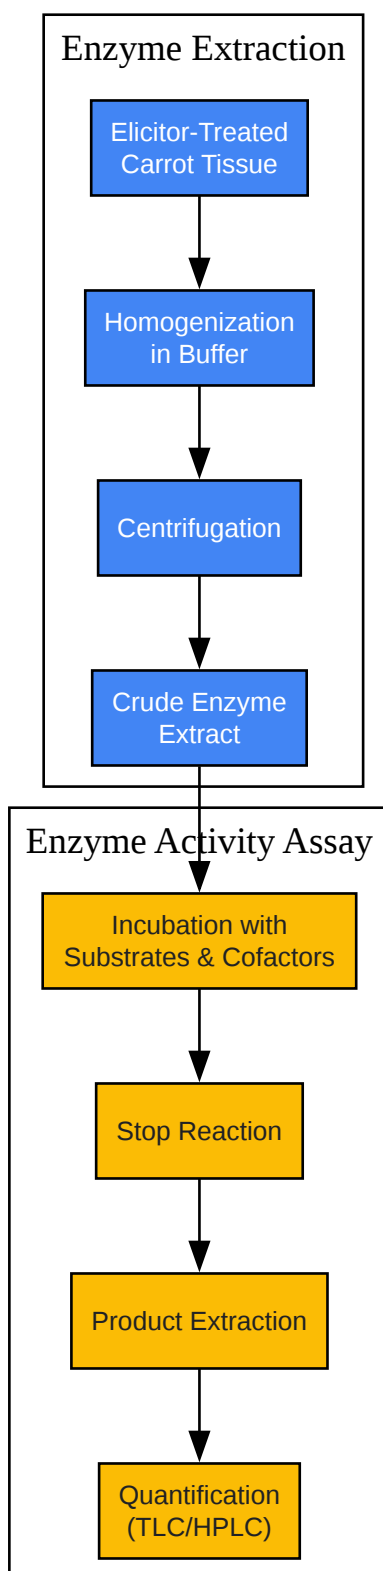 Enzyme Extraction
Elicitor-Treated
Carrot Tissue
Homogenization
in Buffer
Centrifugation
Crude Enzyme
Extract
Enzyme Activity Assay
Incubation with
Substrates & Cofactors
Stop Reaction
Product Extraction
Quantification
(TLC/HPLC)